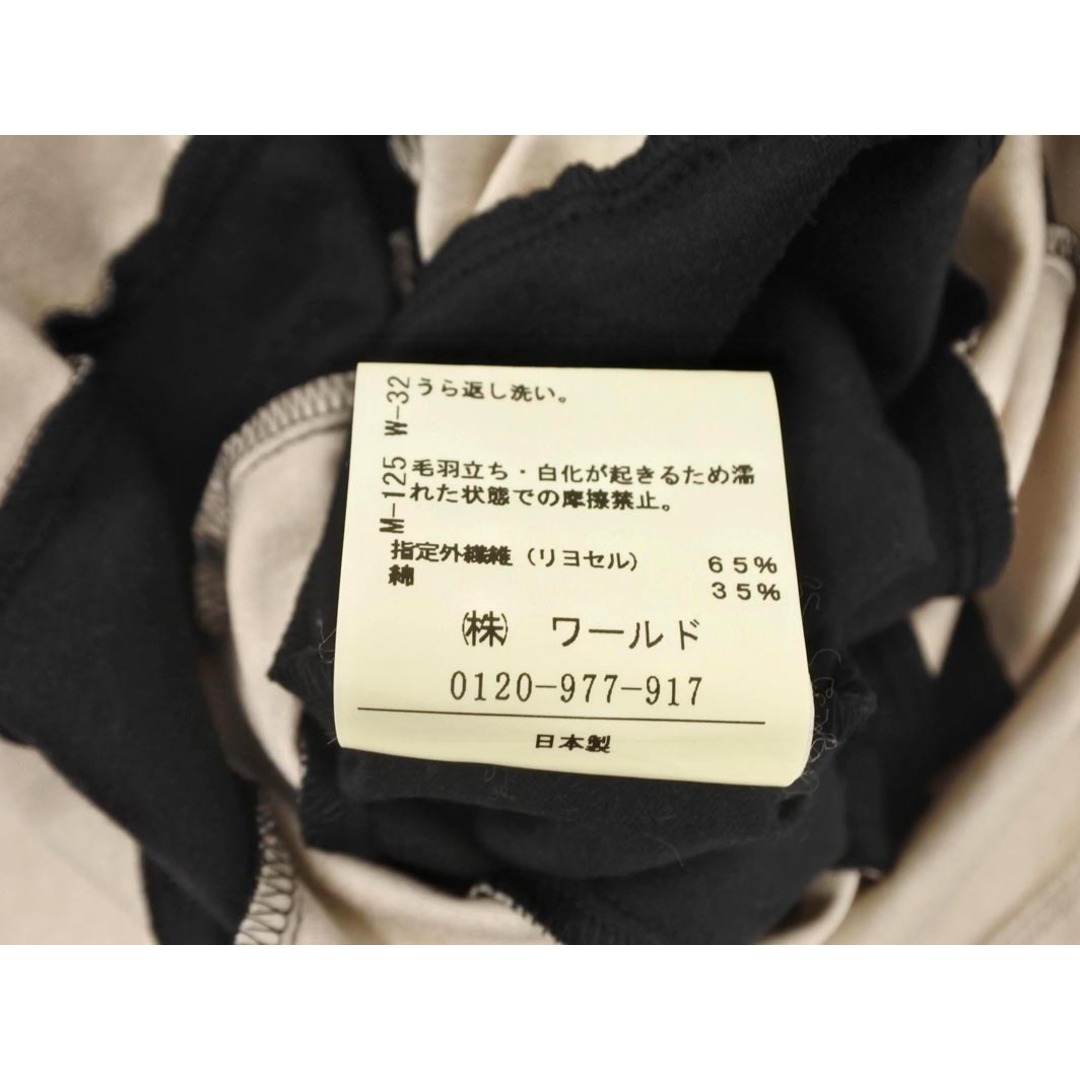 M-125 W-32
うら返し洗い。
毛羽立ち・白化が起きるため濡
れた状態での摩擦禁止。
指定外繊維（リヨセル） 65%
綿 35%
㈱ ワールド
0120-977-917
日本製